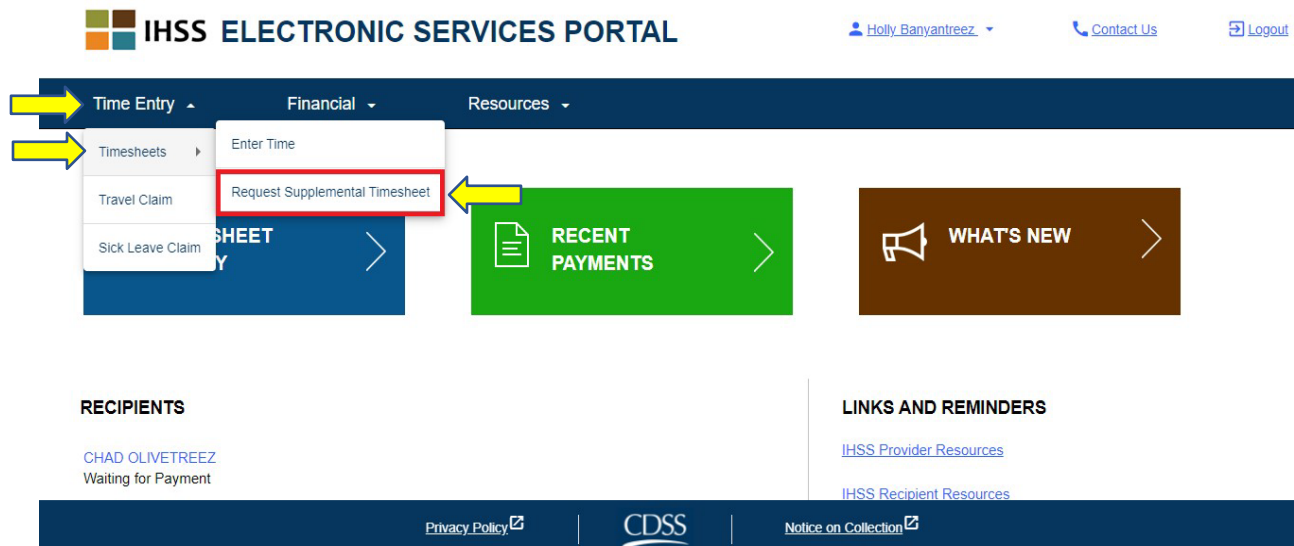 IHSS ELECTRONIC SERVICES PORTAL
Holly Banyantreez
Contact Us
Logout
Time Entry
Financial
Resources
Timesheets
Enter Time
Travel Claim
Request Supplemental Timesheet
Sick Leave Claim
SHEET
Y
RECENT
PAYMENTS
WHAT'S NEW
RECIPIENTS
CHAD OLIVETREEZ
Waiting for Payment
LINKS AND REMINDERS
IHSS Provider Resources
IHSS Recipient Resources
Privacy Policy
CDSS
Notice on Collection